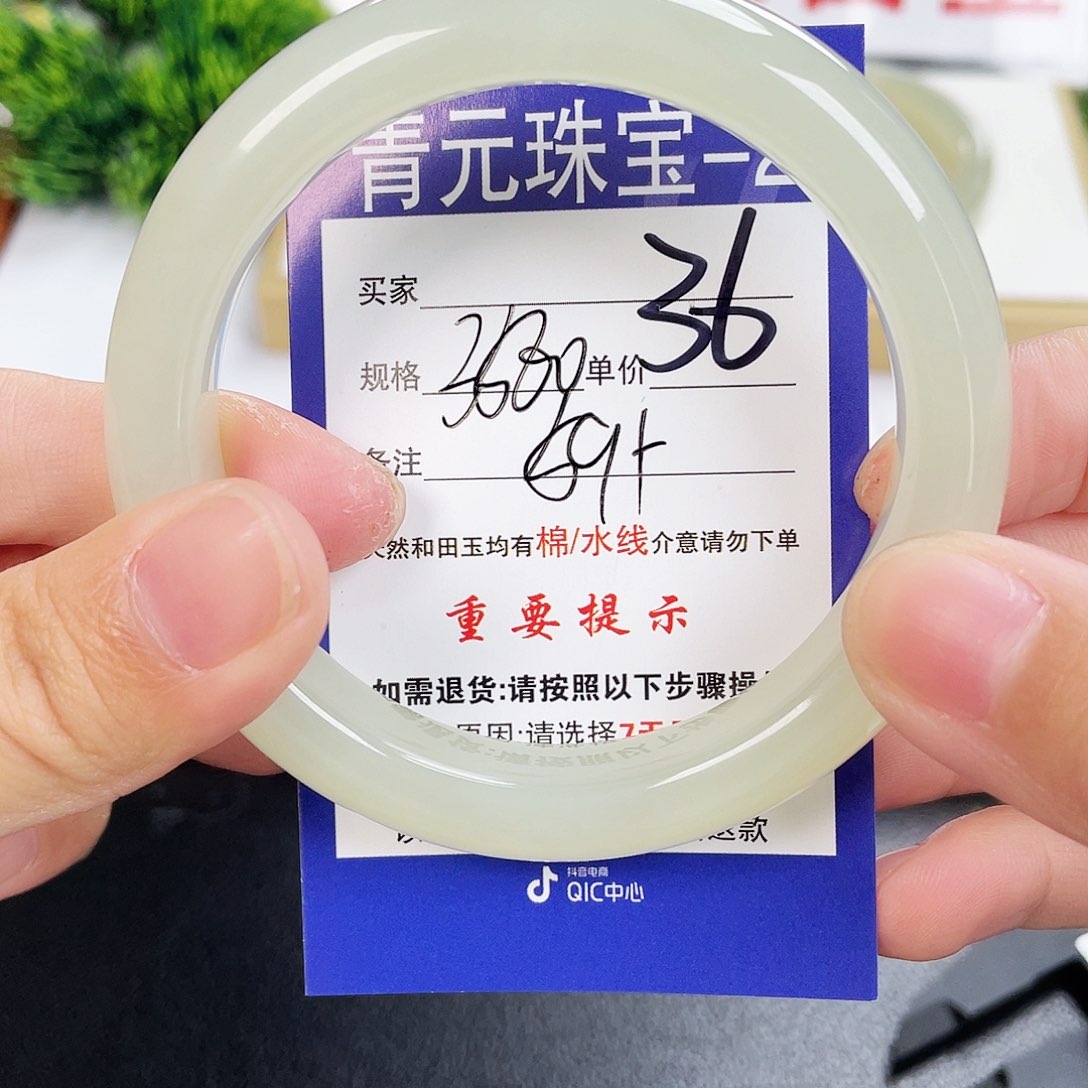 青元珠宝-2
买家 36
规格 单价
备注
天然和田玉均有棉/水线介意请勿下单
重要提示
如需退货:请按照以下步骤操
原因:请选择7天
退款
抖音电商
QIC中心